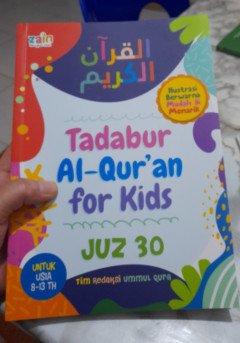 zain
القرآن
الكريم
Ilustrasi
Berwarna
Mudah &
Menarik
Tadabur
Al-Qur'an
for Kids
JUZ 30
UNTUK
USIA
8-13 TH
Tim Redaksi Ummul Qura